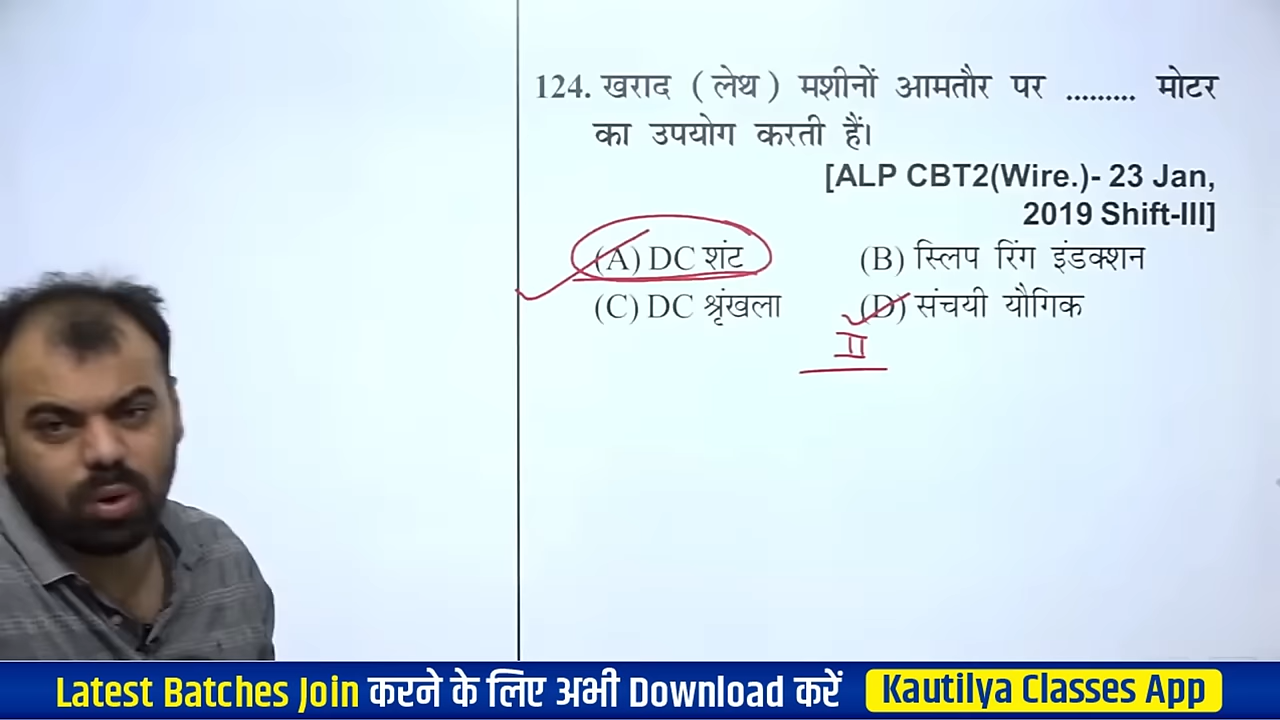 124. खराद (लेथ) मशीनों आमतौर पर ......... मोटर
का उपयोग करती हैं।
[ALP CBT2(Wire.)- 23 Jan,
2019 Shift-III]
(A) DC शंट (B) स्लिप रिंग इंडक्शन
(C) DC श्रृंखला (D) संचयी यौगिक
II
Latest Batches Join करने के लिए अभी Download करें Kautilya Classes App